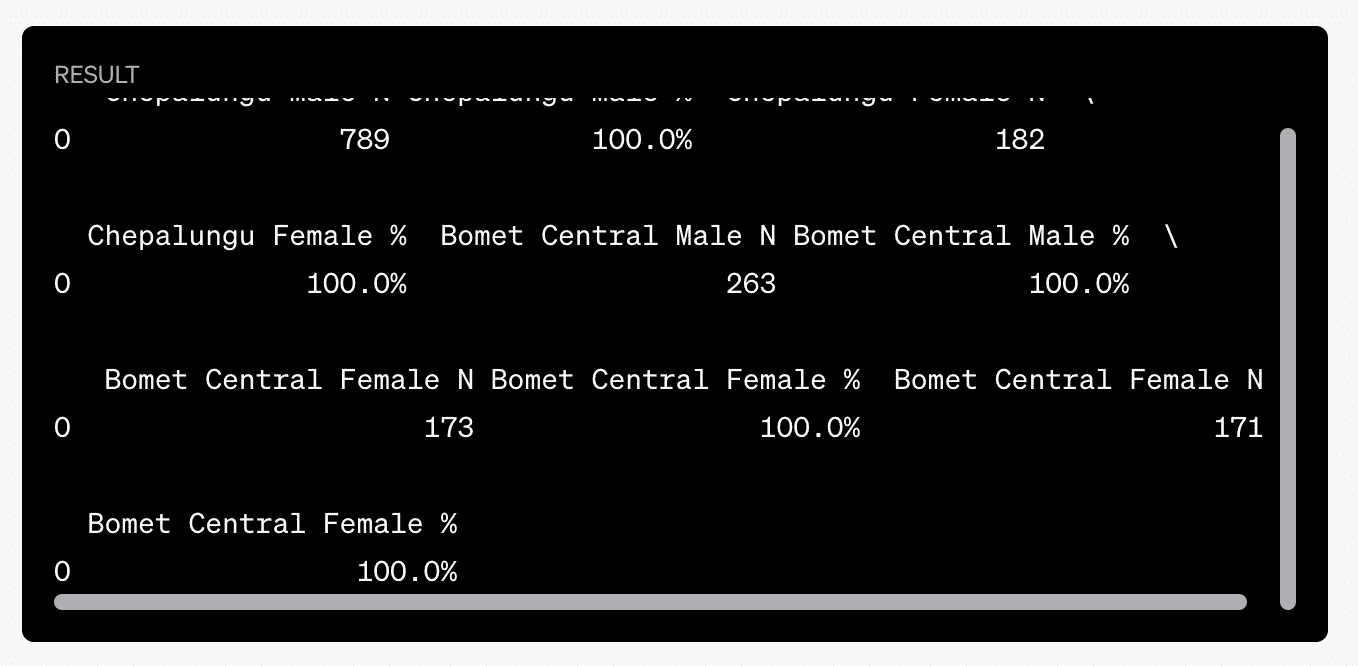 RESULT
Chepalungu Male N Chepalungu Male %  Chepalungu Female N  \
0                789            100.0%                  182
  Chepalungu Female %  Bomet Central Male N Bomet Central Male %  \
0              100.0%                   263               100.0%
   Bomet Central Female N Bomet Central Female %  Bomet Central Female N
0                     173                 100.0%                     171
  Bomet Central Female %
0                 100.0%